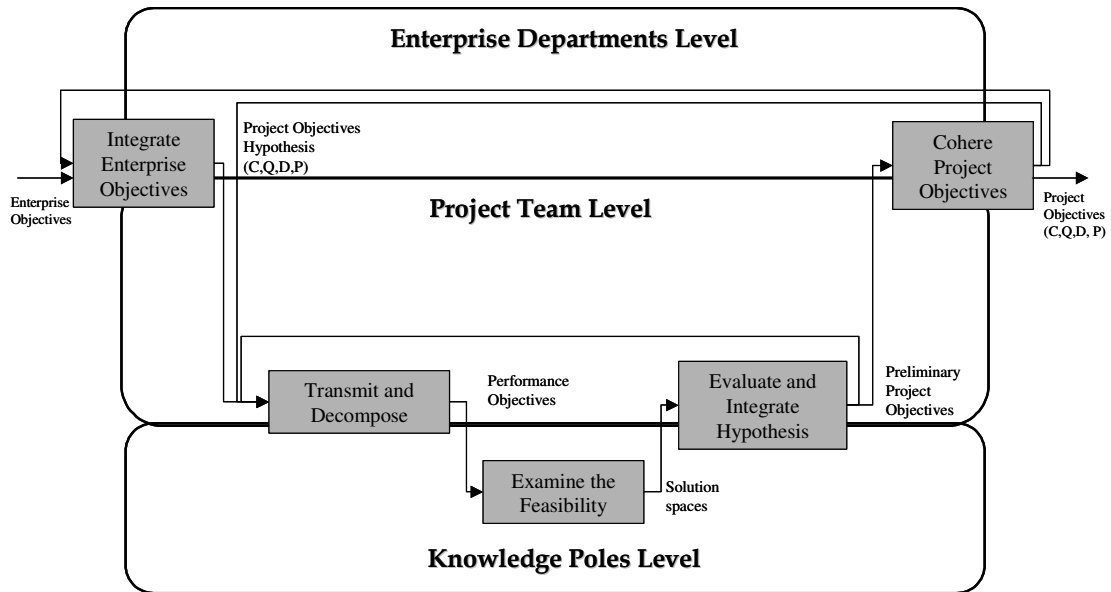 Enterprise Departments Level
Integrate
Enterprise
Objectives
Project Objectives
Hypothesis
(C,Q,D,P)
Cohere
Project
Objectives
Enterprise
Objectives
Project Team Level
Project
Objectives
(C,Q,D, P)
Transmit and
Decompose
Performance
Objectives
Evaluate and
Integrate
Hypothesis
Preliminary
Project
Objectives
Examine the
Feasibility
Solution
spaces
Knowledge Poles Level